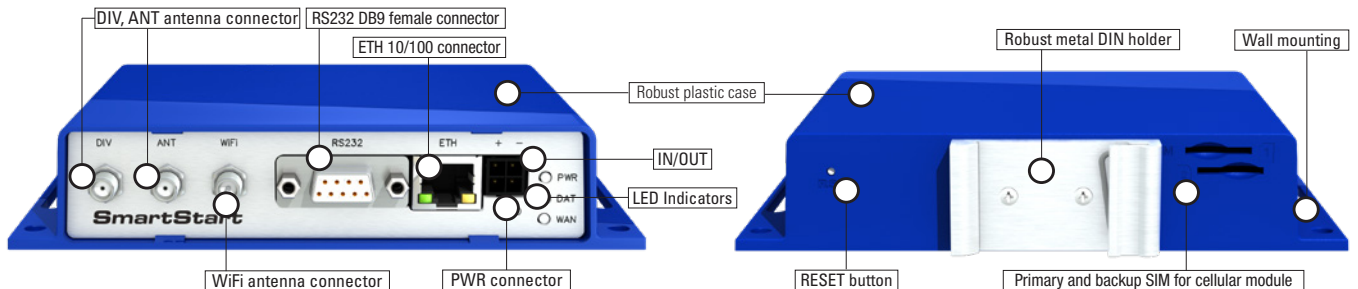 DIV, ANT antenna connector
RS232 DB9 female connector
ETH 10/100 connector
Robust plastic case
Robust metal DIN holder
Wall mounting
DIV
ANT
WiFi
RS232
ETH
+ −
IN/OUT
PWR
DAT
WAN
LED Indicators
SmartStart
WiFi antenna connector
PWR connector
RESET button
Primary and backup SIM for cellular module